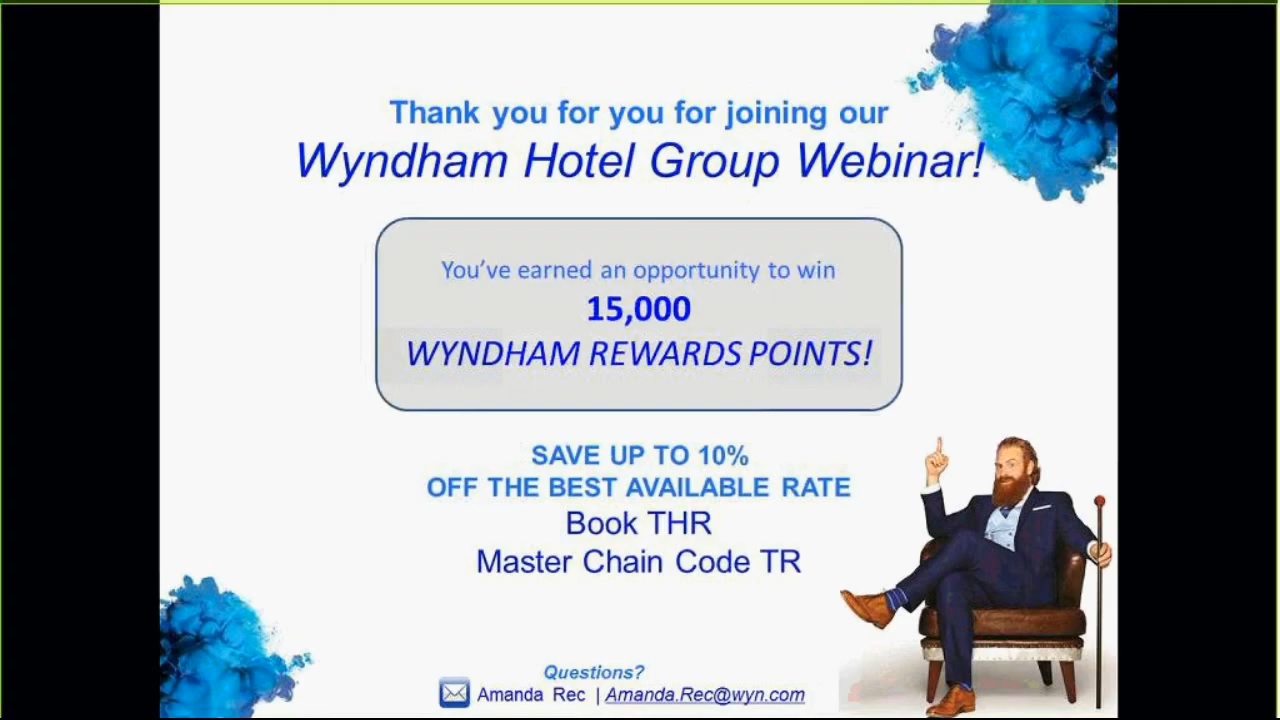 Thank you for you for joining our
Wyndham Hotel Group Webinar!
You've earned an opportunity to win
15,000
WYNDHAM REWARDS POINTS!
SAVE UP TO 10%
OFF THE BEST AVAILABLE RATE
Book THR
Master Chain Code TR
Questions?
Amanda Rec | Amanda.Rec@wyn.com